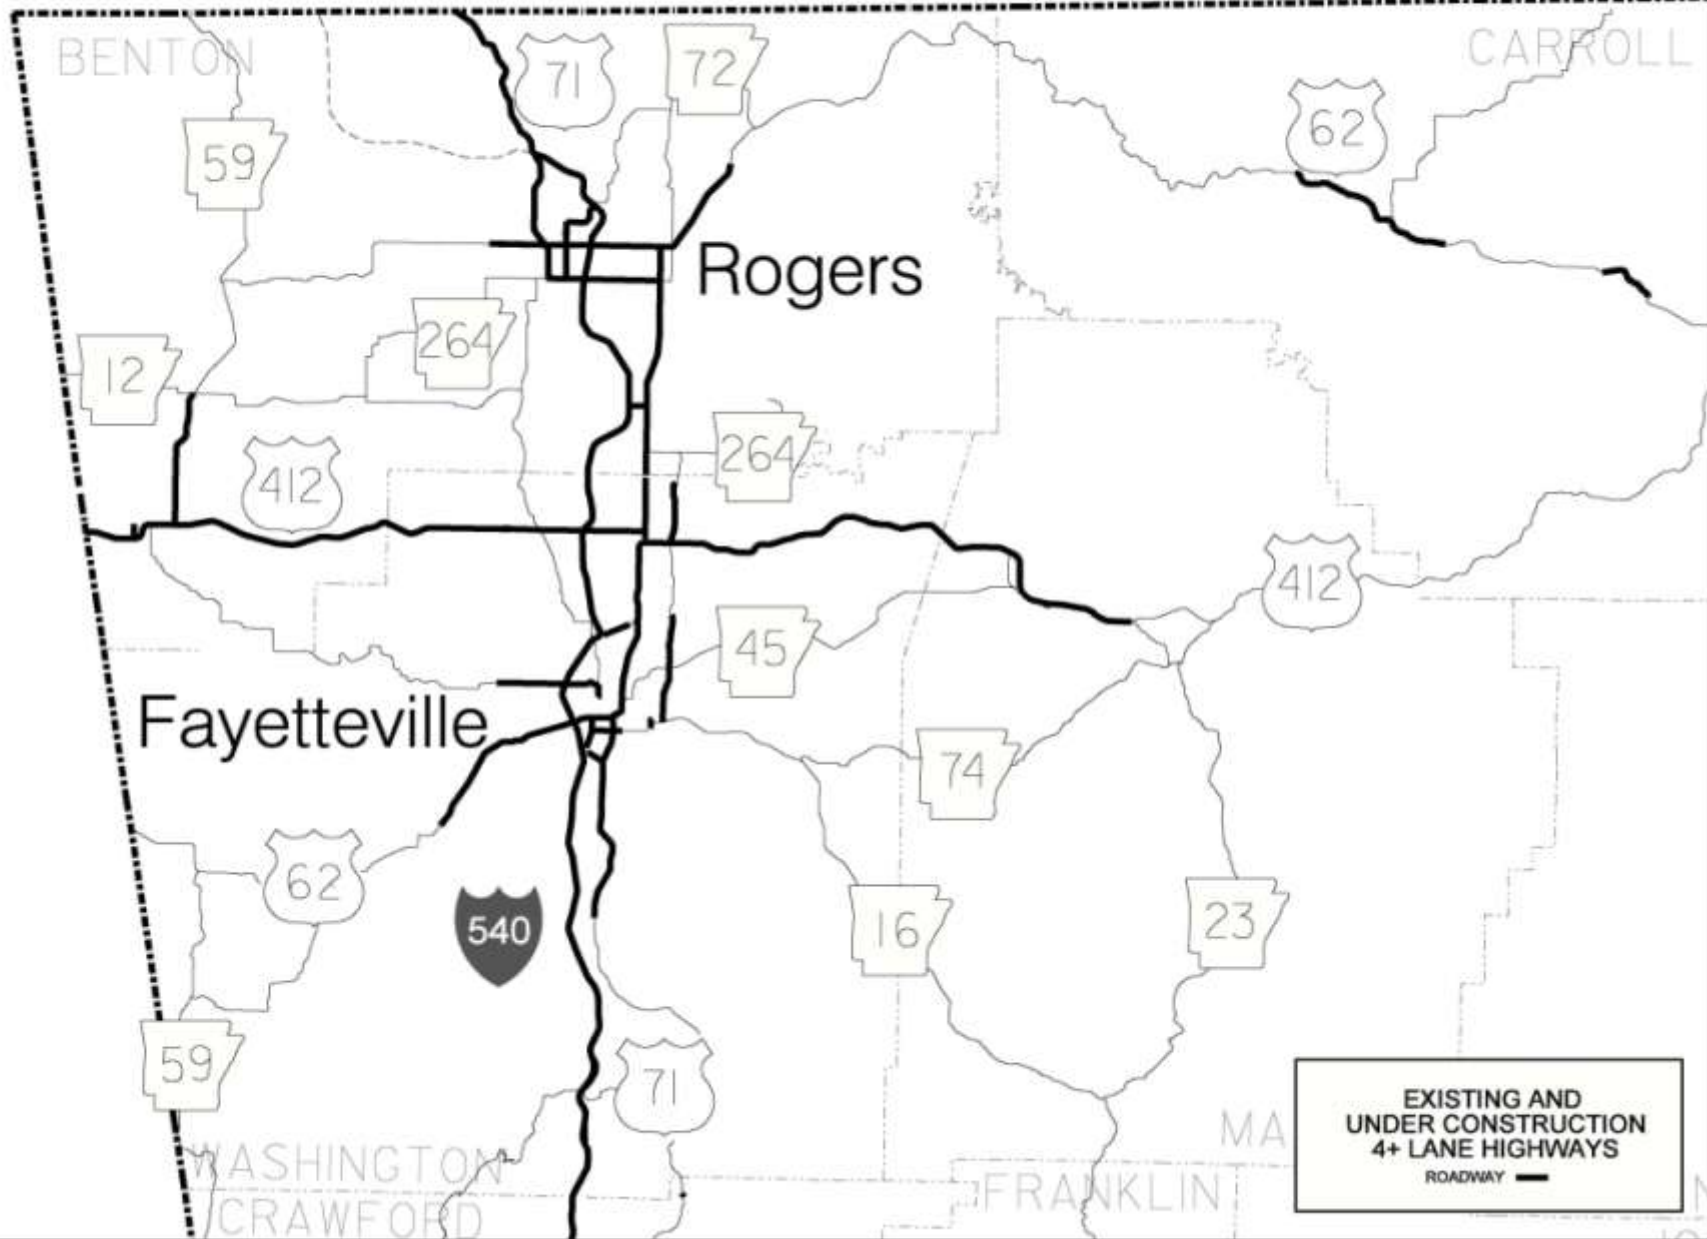 BENTON
71
72
CARROLL
62
59
Rogers
264
12
264
412
412
45
Fayetteville
74
62
540
16
23
59
71
EXISTING AND
UNDER CONSTRUCTION
4+ LANE HIGHWAYS
ROADWAY
MA
WASHINGTON
FRANKLIN
CRAWFORD